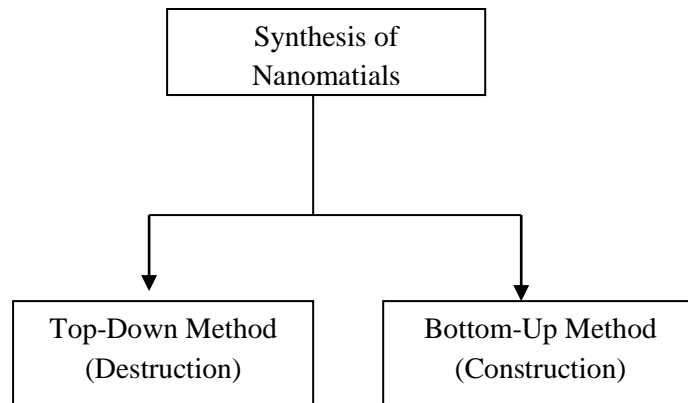 Synthesis of
Nanomatials
Top-Down Method
(Destruction)
Bottom-Up Method
(Construction)